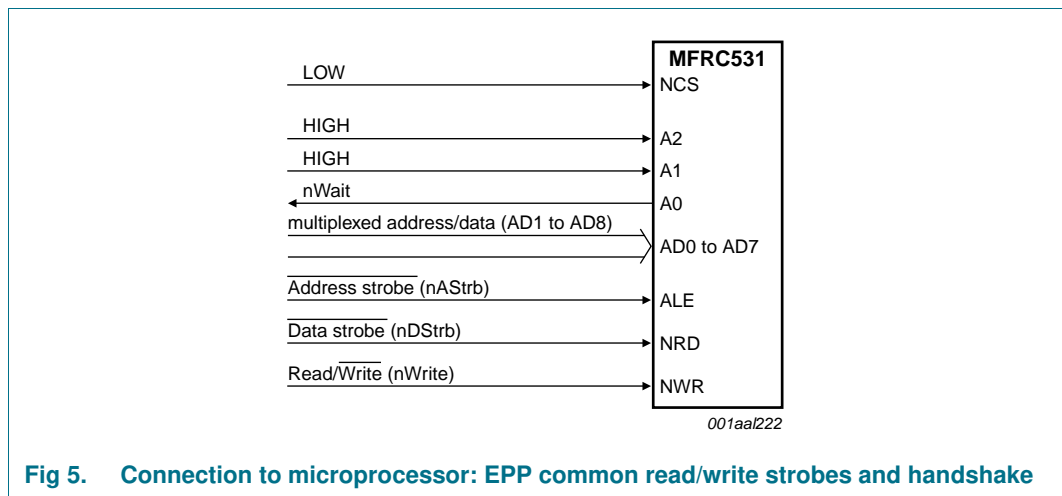 MFRC531
LOW
NCS
HIGH
A2
HIGH
A1
nWait
A0
multiplexed address/data (AD1 to AD8)
AD0 to AD7
Address strobe (nAStrb)
ALE
Data strobe (nDStrb)
NRD
Read/Write (nWrite)
NWR
001aal222
Fig 5. Connection to microprocessor: EPP common read/write strobes and handshake